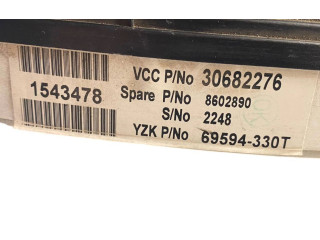 VCC P/No 30682276
1543478
Spare P/No 8602890
S/No 2248
YZK P/No 69594-330T